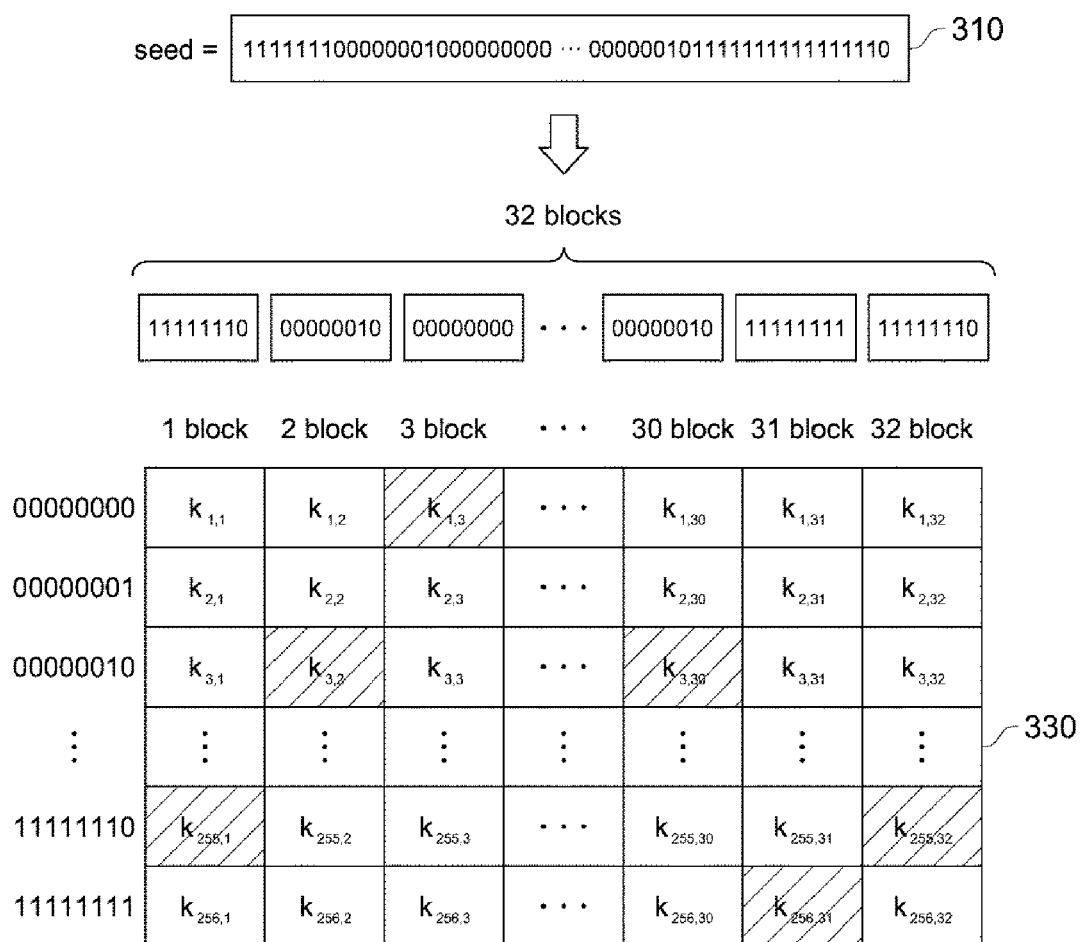 seed = 111111100000001000000000 ··· 000000101111111111111110 310
32 blocks
11111110 00000010 00000000 ··· 00000010 11111111 11111110
1 block 2 block 3 block ··· 30 block 31 block 32 block
00000000 k1,1 k1,2 k1,3 ··· k1,30 k1,31 k1,32
00000001 k2,1 k2,2 k2,3 ··· k2,30 k2,31 k2,32
00000010 k3,1 k3,2 k3,3 ··· k3,30 k3,31 k3,32
⋮ ⋮ ⋮ ⋮ ⋮ ⋮ ⋮ ⋮ 330
11111110 k255,1 k255,2 k255,3 ··· k255,30 k255,31 k255,32
11111111 k256,1 k256,2 k256,3 ··· k256,30 k256,31 k256,32